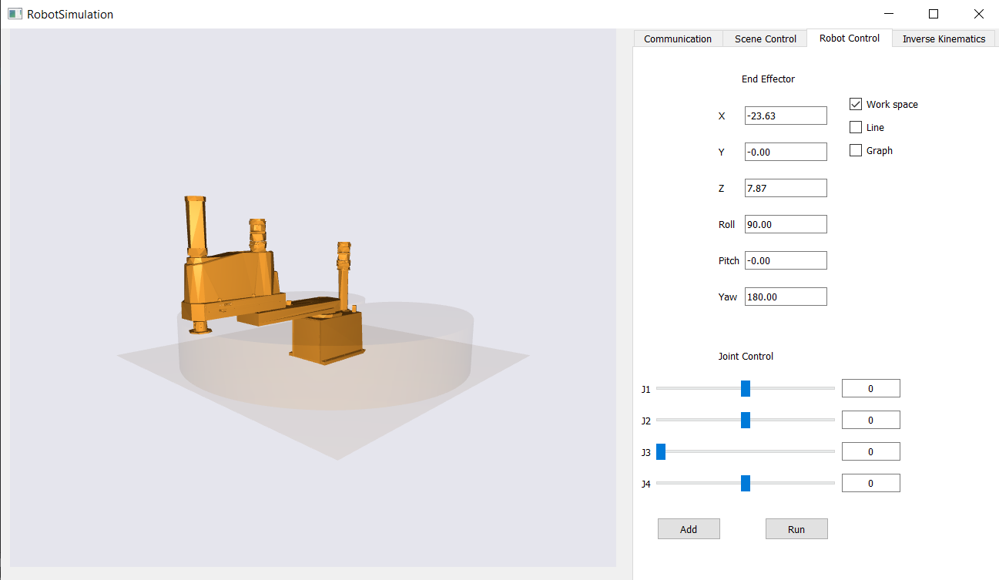 RobotSimulation
Communication Scene Control Robot Control Inverse Kinematics
End Effector
Work space
X -23.63
Line
Y -0.00
Graph
Z 7.87
Roll 90.00
Pitch -0.00
Yaw 180.00
Joint Control
J1 0
J2 0
J3 0
J4 0
Add Run